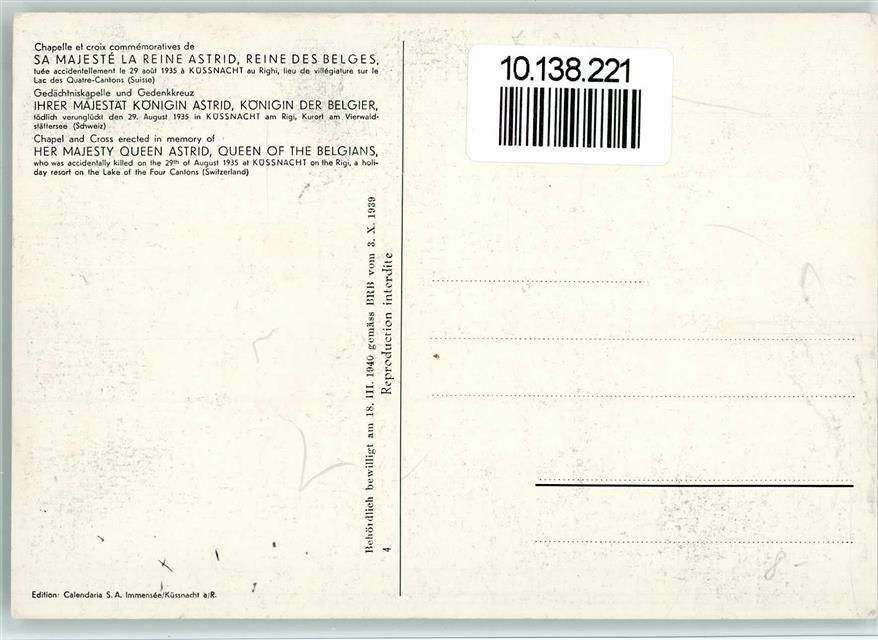 Chapelle et croix commémoratives de
SA MAJESTÉ LA REINE ASTRID, REINE DES BELGES,
tuée accidentellement le 29 août 1935 à KÜSSNACHT au Righi, lieu de villégiature sur le
Lac des Quatre-Cantons (Suisse)
Gedächtniskapelle und Gedenkkreuz
IHRER MAJESTÄT KÖNIGIN ASTRID, KÖNIGIN DER BELGIER,
tödlich verunglückt den 29. August 1935 in KÜSSNACHT am Rigi, Kurort am Vierwald-
stättersee (Schweiz)
Chapel and Cross erected in memory of
HER MAJESTY QUEEN ASTRID, QUEEN OF THE BELGIANS,
who was accidentally killed on the 29th of August 1935 at KÜSSNACHT on the Rigi, a holi-
day resort on the Lake of the Four Cantons (Switzerland)
Behördlich bewilligt am 18. III. 1940 gemäss BRB vom 3. X. 1939
4 Reproduction interdite
Edition: Calendaria S. A. Immensée/Küssnacht a/R.
10.138.221
8-